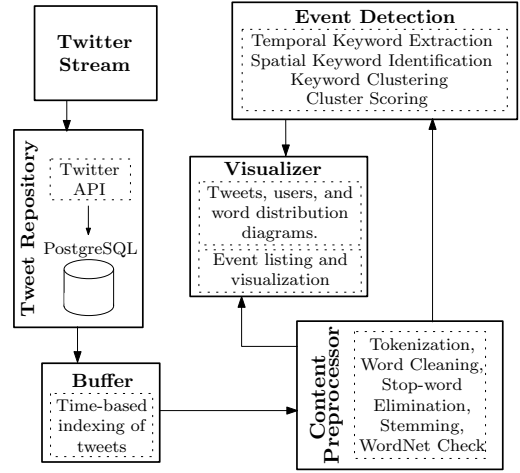 Twitter
Stream
Tweet Repository
Twitter
API
PostgreSQL
Buffer
Time-based
indexing of
tweets
Event Detection
Temporal Keyword Extraction
Spatial Keyword Identification
Keyword Clustering
Cluster Scoring
Visualizer
Tweets, users, and
word distribution
diagrams.
Event listing and
visualization
Content
Preprocessor
Tokenization,
Word Cleaning,
Stop-word
Elimination,
Stemming,
WordNet Check